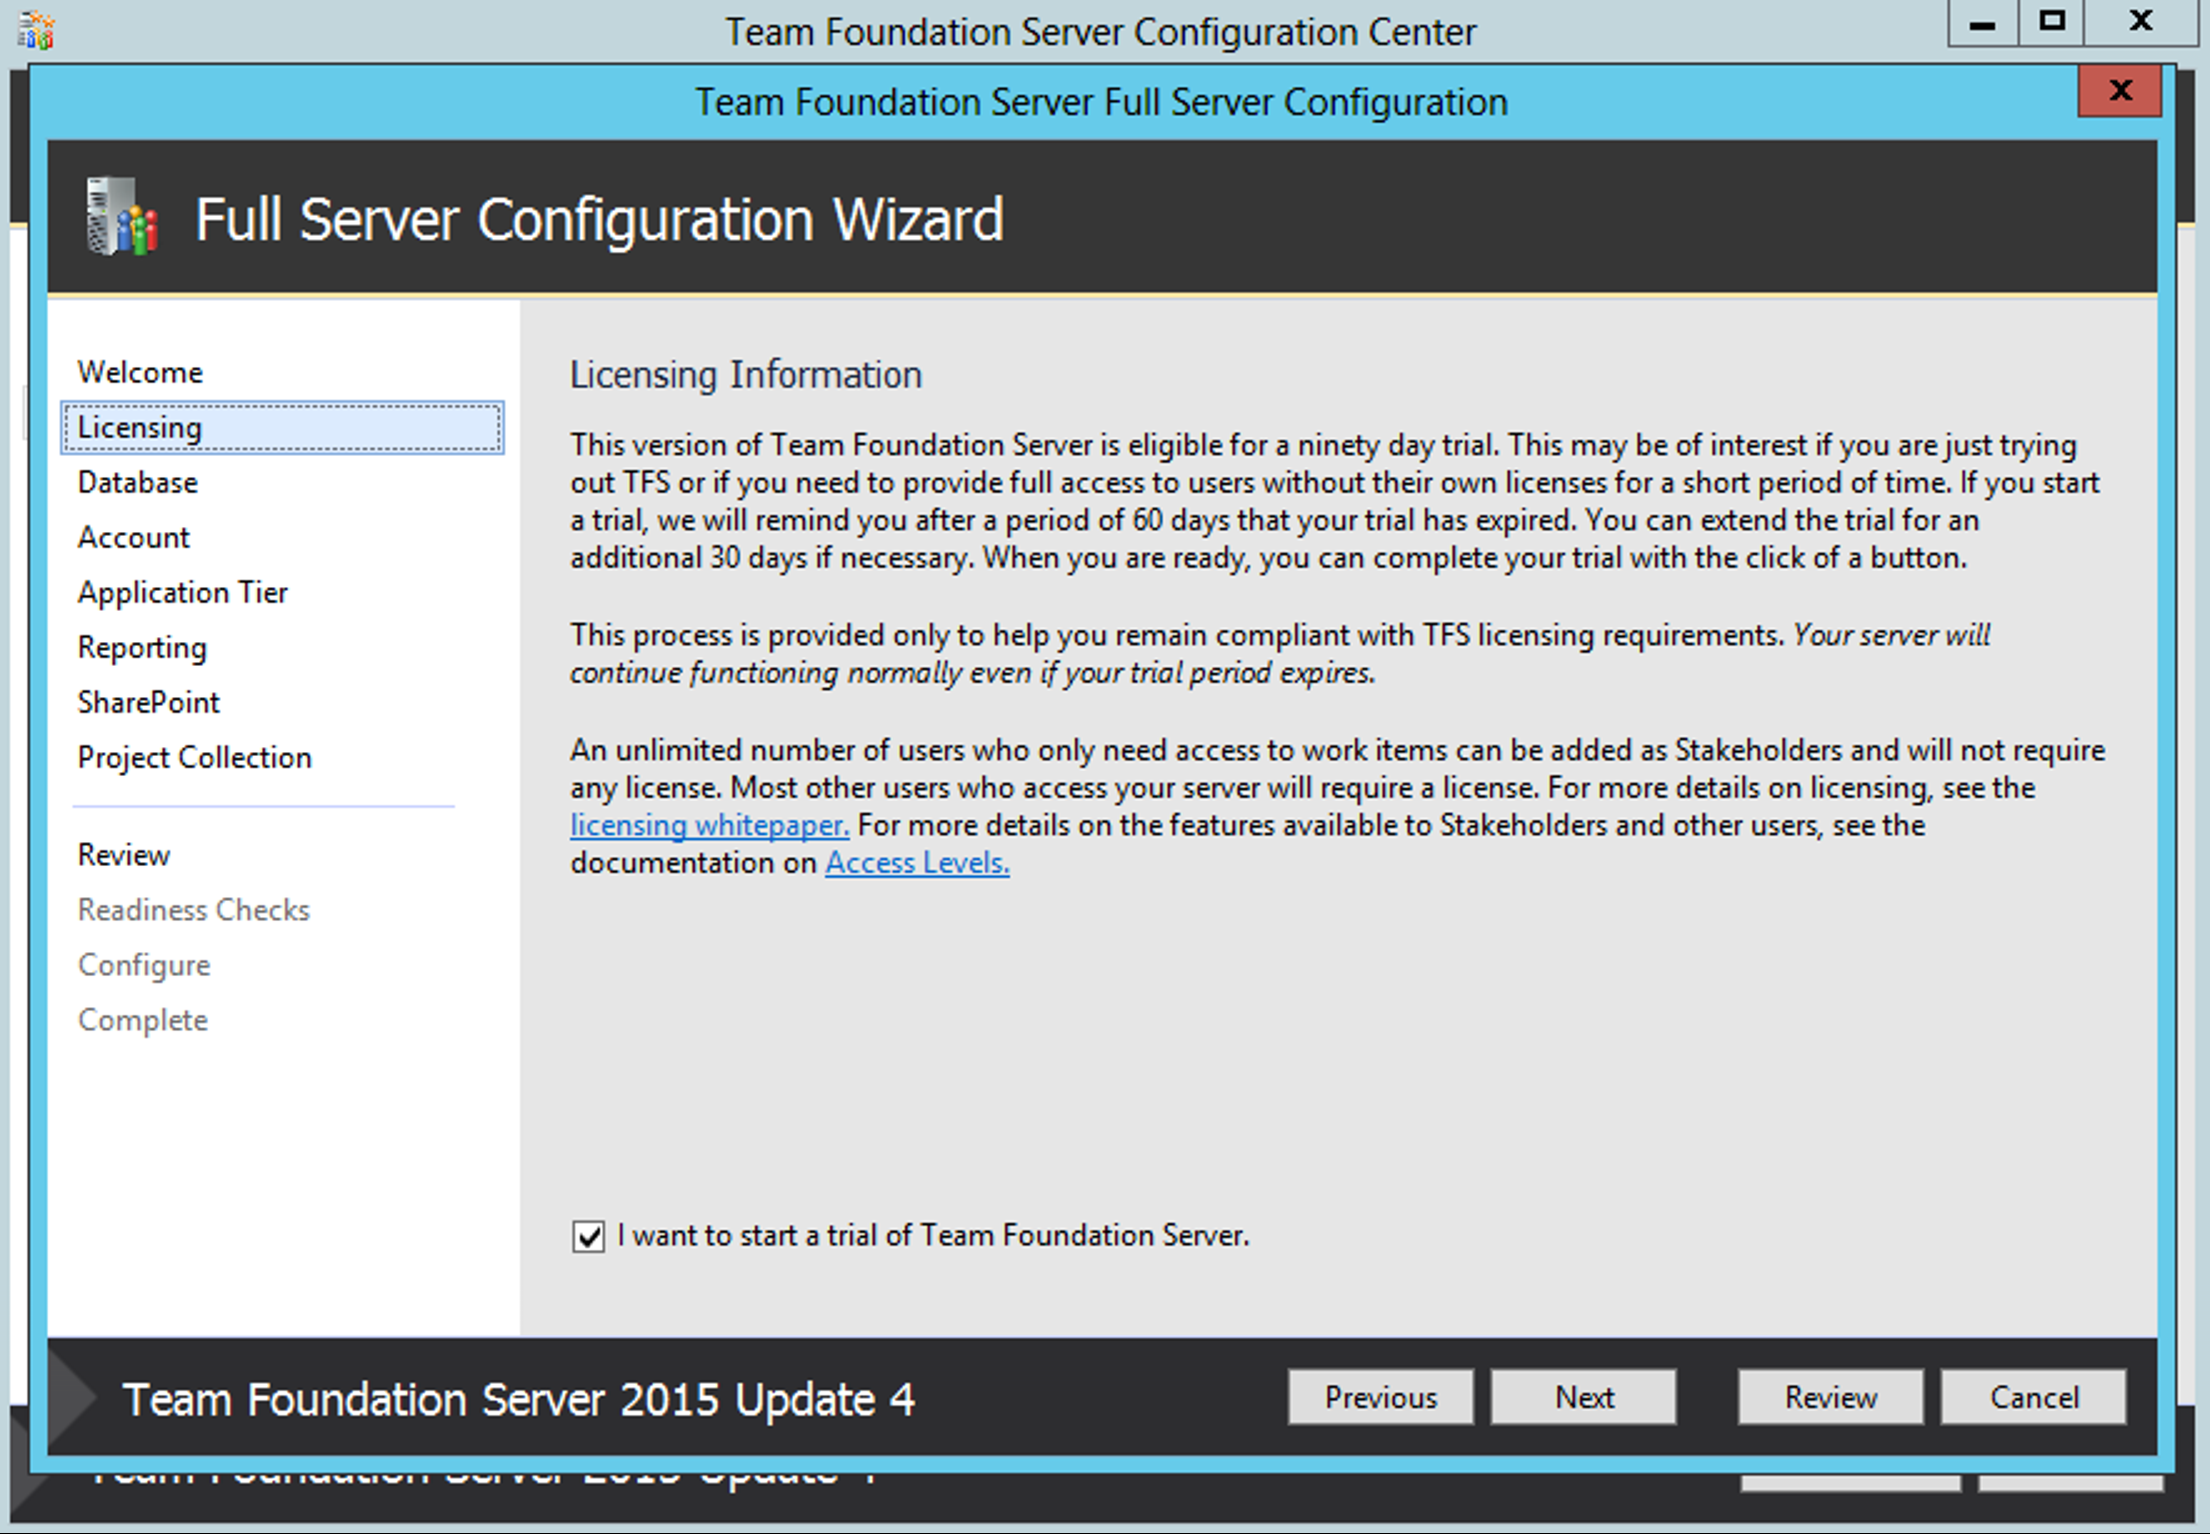 Team Foundation Server Configuration Center
Team Foundation Server Full Server Configuration
Full Server Configuration Wizard
Welcome
Licensing
Database
Account
Application Tier
Reporting
SharePoint
Project Collection
Review
Readiness Checks
Configure
Complete
Licensing Information
This version of Team Foundation Server is eligible for a ninety day trial. This may be of interest if you are just trying
out TFS or if you need to provide full access to users without their own licenses for a short period of time. If you start
a trial, we will remind you after a period of 60 days that your trial has expired. You can extend the trial for an
additional 30 days if necessary. When you are ready, you can complete your trial with the click of a button.
This process is provided only to help you remain compliant with TFS licensing requirements. Your server will
continue functioning normally even if your trial period expires.
An unlimited number of users who only need access to work items can be added as Stakeholders and will not require
any license. Most other users who access your server will require a license. For more details on licensing, see the
licensing whitepaper. For more details on the features available to Stakeholders and other users, see the
documentation on Access Levels.
I want to start a trial of Team Foundation Server.
Team Foundation Server 2015 Update 4
Previous
Next
Review
Cancel
Team Foundation Server 2015 Update 4